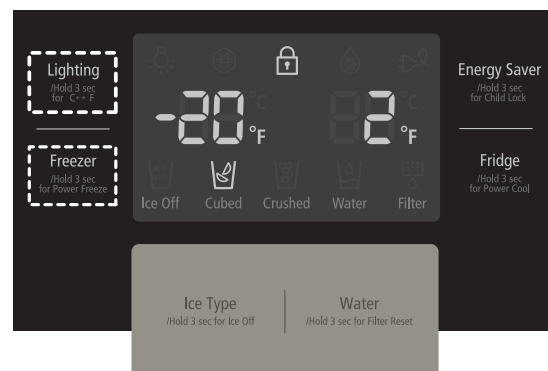 Lighting
/Hold 3 sec
for C↔ F
Freezer
/Hold 3 sec
for Power Freeze
-20 °C °F
2 °C °F
Energy Saver
/Hold 3 sec
for Child Lock
Fridge
/Hold 3 sec
for Power Cool
Ice Off
Cubed
Crushed
Water
Filter
Ice Type
/Hold 3 sec for Ice Off
Water
/Hold 3 sec for Filter Reset